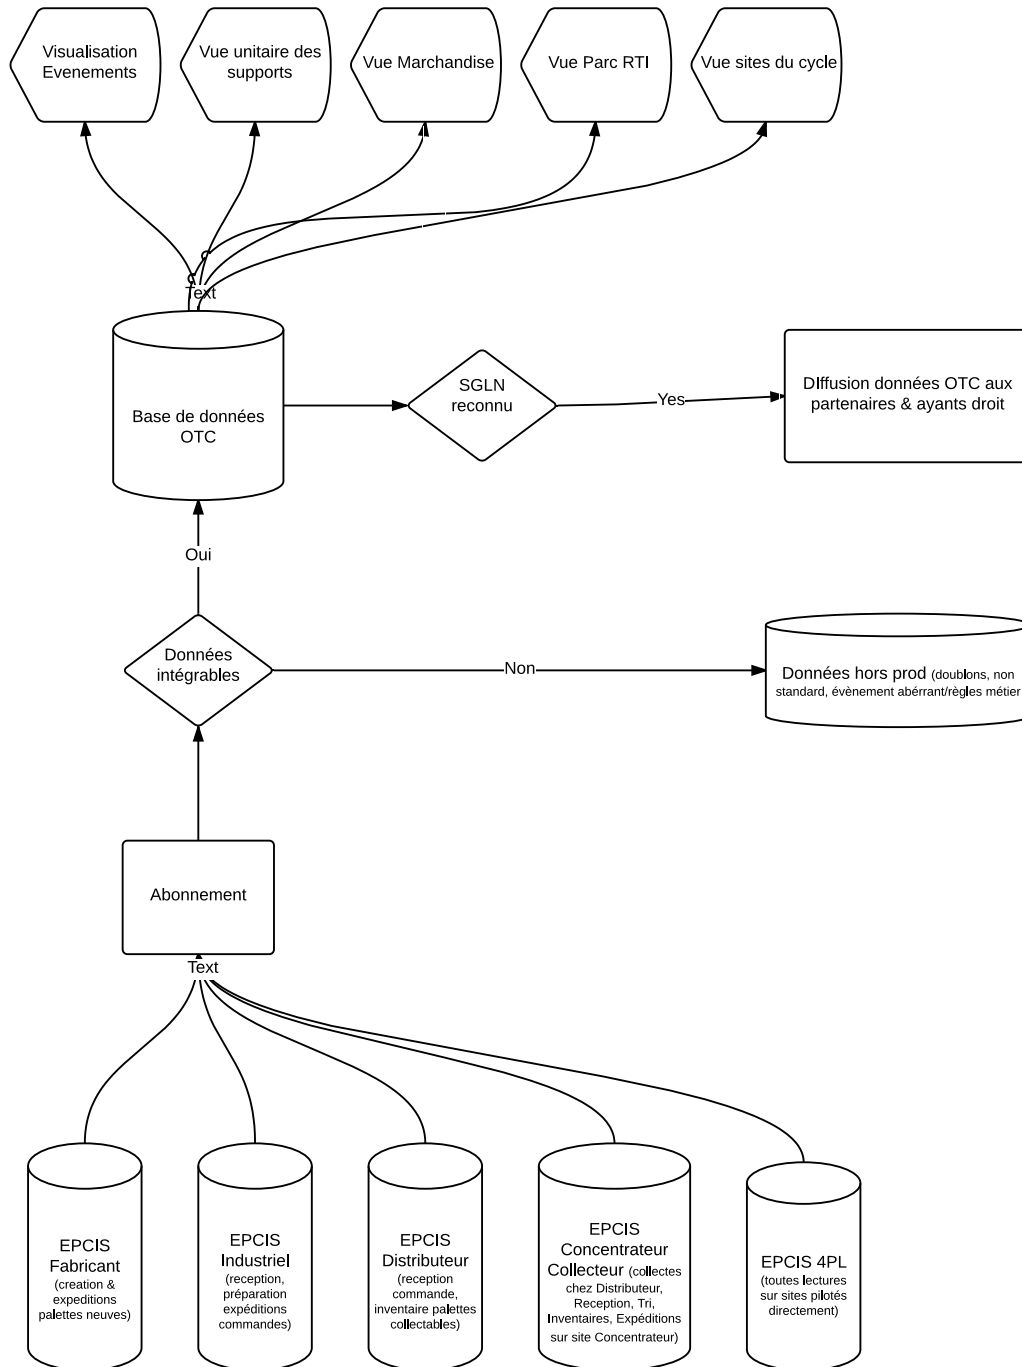 Visualisation
Evenements
Vue unitaire des
supports
Vue Marchandise
Vue Parc RTI
Vue sites du cycle
Text
Base de données
OTC
SGLN
reconnu
Yes
DIffusion données OTC aux
partenaires & ayants droit
Oui
Données
intégrables
Non
Données hors prod (doublons, non
standard, évènement abérrant/règles métier
Abonnement
Text
EPCIS
Fabricant
(creation &
expeditions
palettes neuves)
EPCIS
Industriel
(reception,
préparation
expéditions
commandes)
EPCIS
Distributeur
(reception
commande,
inventaire palettes
collectables)
EPCIS
Concentrateur
Collecteur (collectes
chez Distributeur,
Reception, Tri,
Inventaires, Expéditions
sur site Concentrateur)
EPCIS 4PL
(toutes lectures
sur sites pilotés
directement)